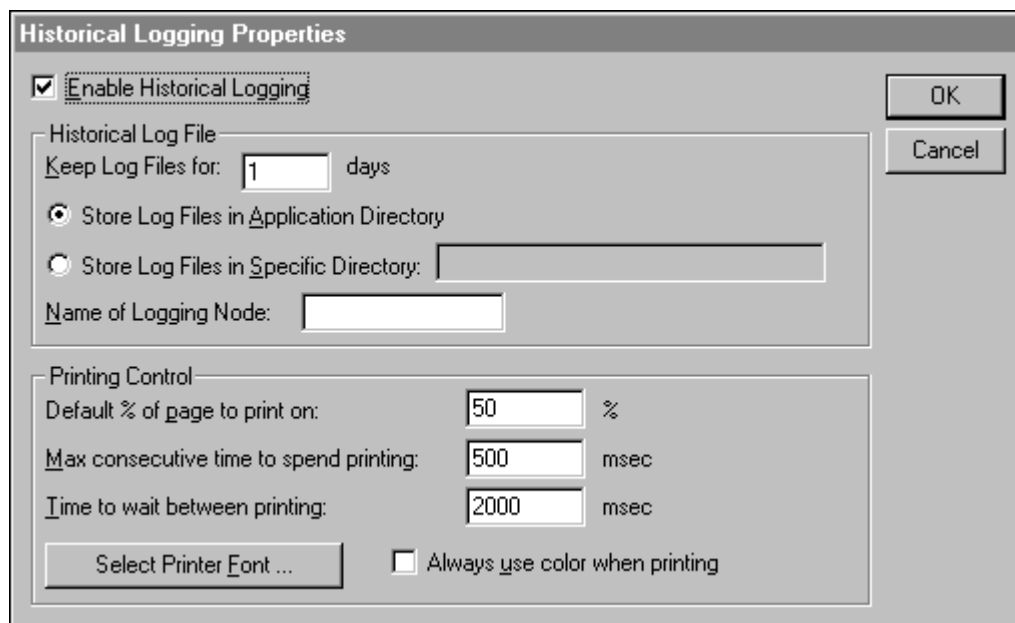 Historical Logging Properties
Enable Historical Logging
OK
Historical Log File
Cancel
Keep Log Files for: 1 days
Store Log Files in Application Directory
Store Log Files in Specific Directory:
Name of Logging Node:
Printing Control
Default % of page to print on: 50 %
Max consecutive time to spend printing: 500 msec
Time to wait between printing: 2000 msec
Select Printer Font ... Always use color when printing